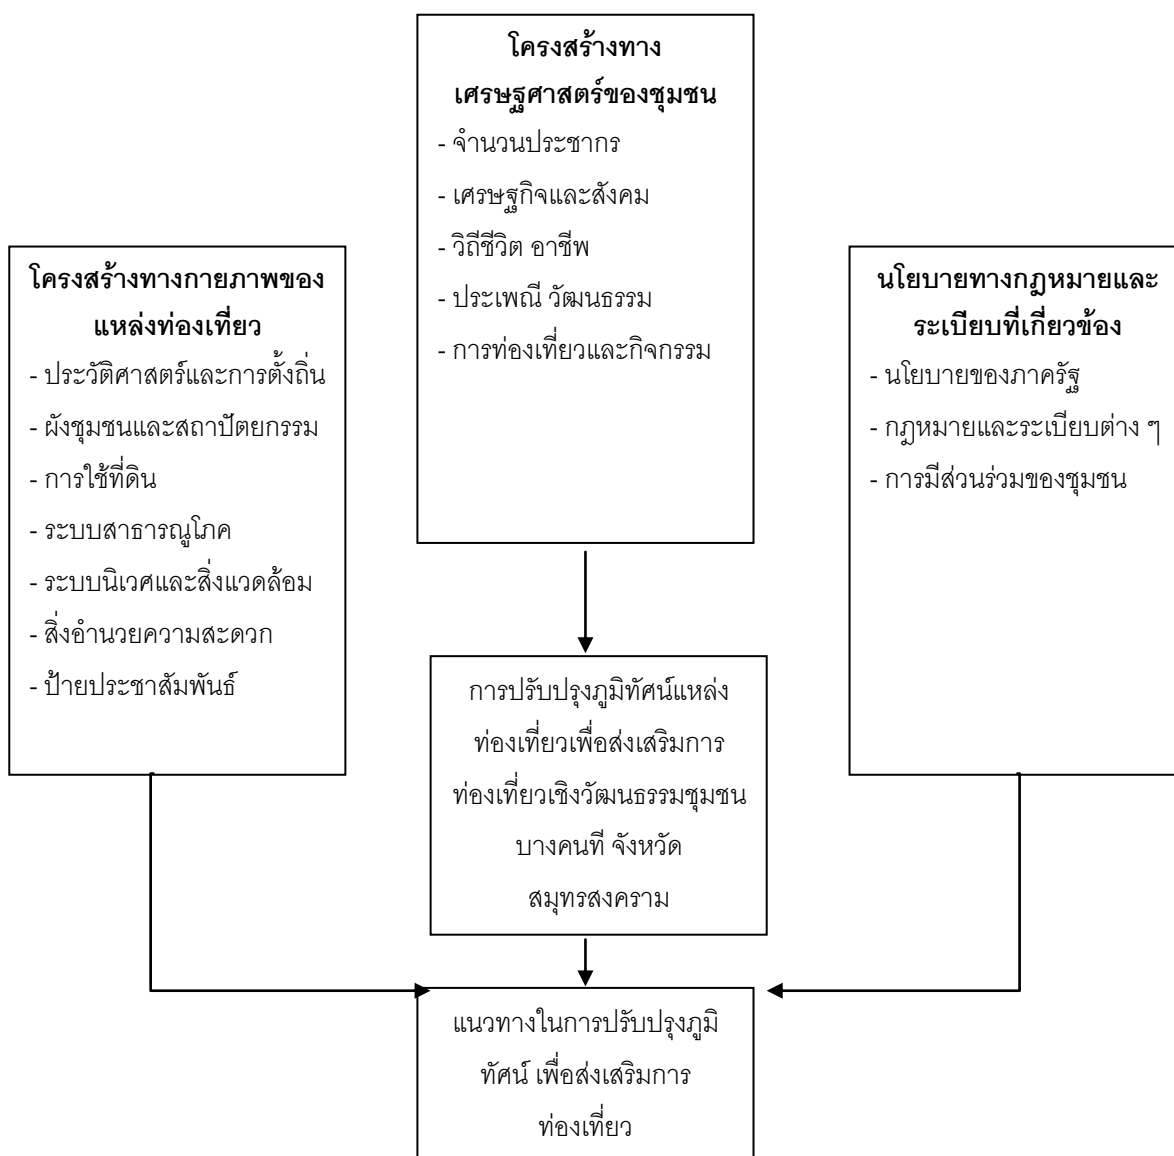 โครงสร้างทาง
เศรษฐศาสตร์ของชุมชน
- จำนวนประชากร
- เศรษฐกิจและสังคม
- วิถีชีวิต อาชีพ
- ประเพณี วัฒนธรรม
- การท่องเที่ยวและกิจกรรม
โครงสร้างทางกายภาพของ
แหล่งท่องเที่ยว
- ประวัติศาสตร์และการตั้งถิ่น
- ผังชุมชนและสถาปัตยกรรม
- การใช้ที่ดิน
- ระบบสาธารณูโภค
- ระบบนิเวศและสิ่งแวดล้อม
- สิ่งอำนวยความสะดวก
- ป้ายประชาสัมพันธ์
นโยบายทางกฎหมายและ
ระเบียบที่เกี่ยวข้อง
- นโยบายของภาครัฐ
- กฎหมายและระเบียบต่าง ๆ
- การมีส่วนร่วมของชุมชน
การปรับปรุงภูมิทัศน์แหล่ง
ท่องเที่ยวเพื่อส่งเสริมการ
ท่องเที่ยวเชิงวัฒนธรรมชุมชน
บางคนที จังหวัด
สมุทรสงคราม
แนวทางในการปรับปรุงภูมิ
ทัศน์ เพื่อส่งเสริมการ
ท่องเที่ยว